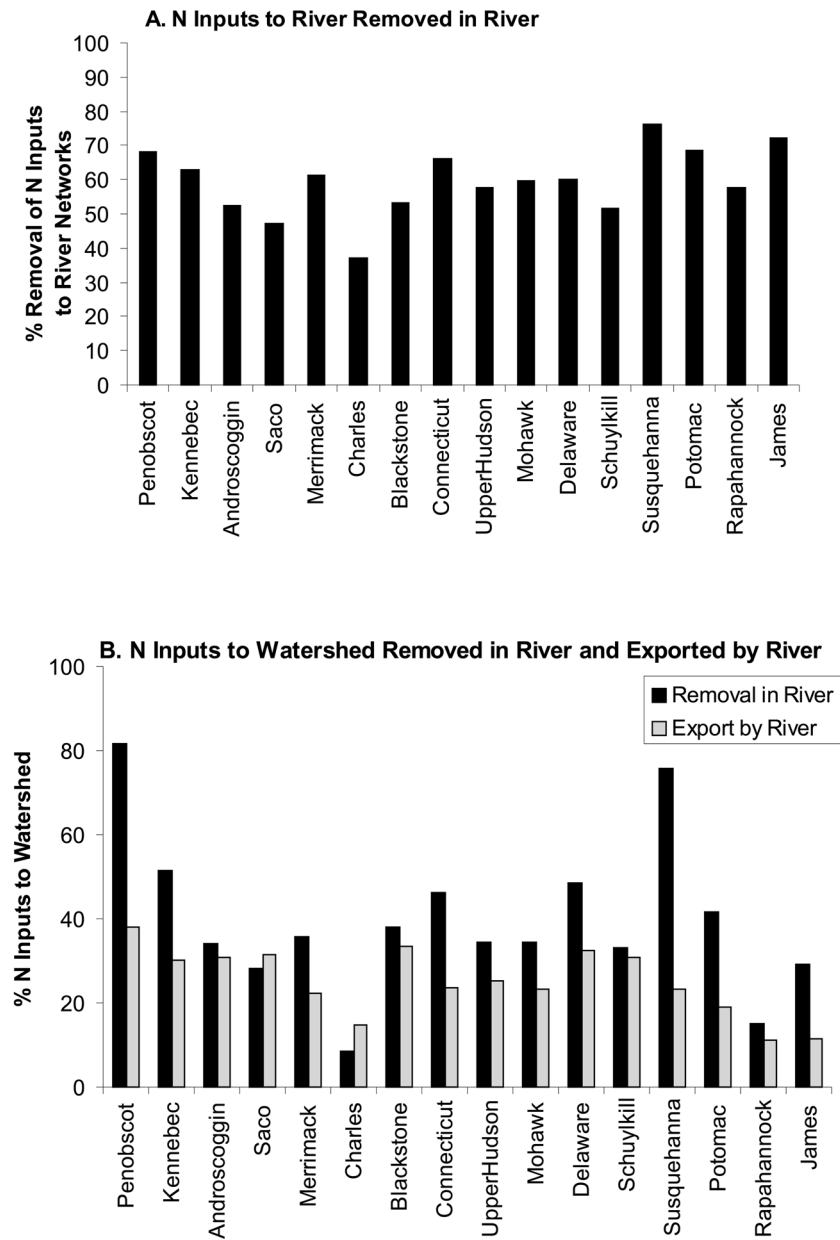 A. N Inputs to River Removed in River
% Removal of N Inputs
to River Networks
100
90
80
70
60
50
40
30
20
10
0
Penobscot
Kennebec
Androscoggin
Saco
Merrimack
Charles
Blackstone
Connecticut
UpperHudson
Mohawk
Delaware
Schuylkill
Susquehanna
Potomac
Rapahannock
James
B. N Inputs to Watershed Removed in River and Exported by River
% N Inputs to Watershed
100
80
60
40
20
0
Removal in River
Export by River
Penobscot
Kennebec
Androscoggin
Saco
Merrimack
Charles
Blackstone
Connecticut
UpperHudson
Mohawk
Delaware
Schuylkill
Susquehanna
Potomac
Rapahannock
James